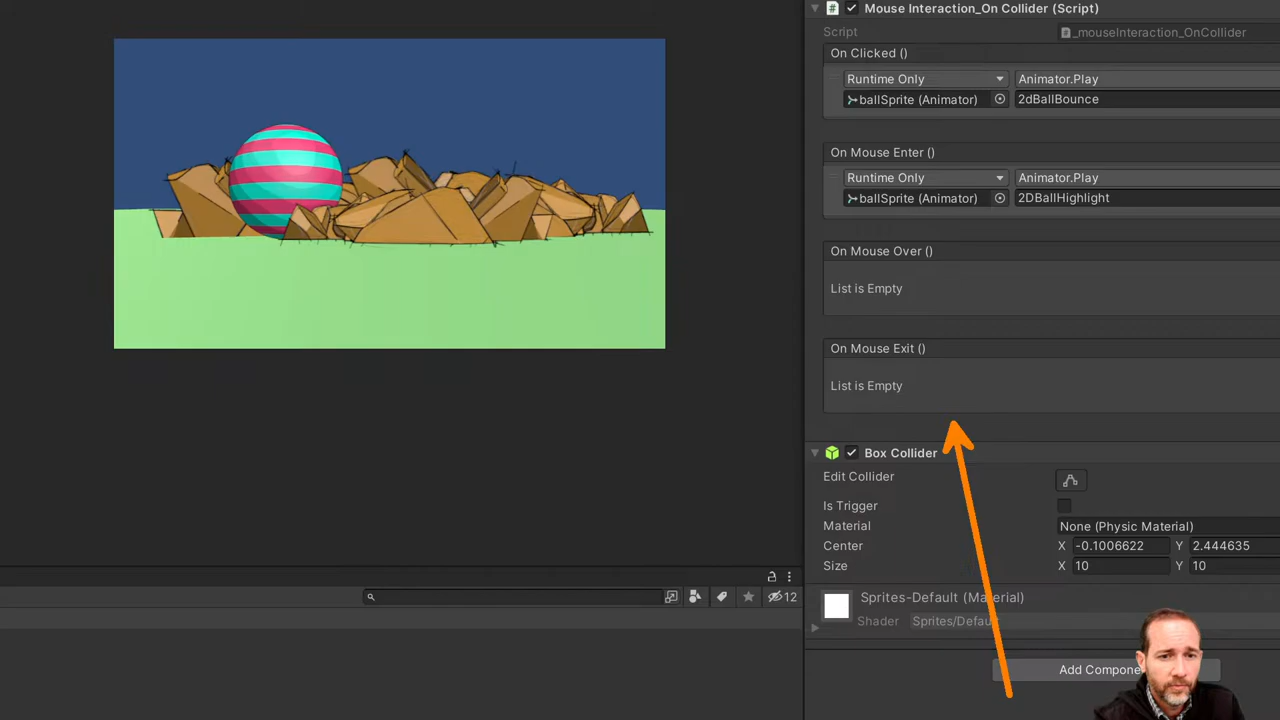 Mouse Interaction_On Collider (Script)
Script
_mouseInteraction_OnCollider
On Clicked ()
Runtime Only
Animator.Play
ballSprite (Animator)
2dBallBounce
On Mouse Enter ()
Runtime Only
Animator.Play
ballSprite (Animator)
2DBallHighlight
On Mouse Over ()
List is Empty
On Mouse Exit ()
List is Empty
Box Collider
Edit Collider
Is Trigger
Material
None (Physic Material)
Center
X -0.1006622 Y 2.444635
Size
X 10 Y 10
12
Sprites-Default (Material)
Shader
Sprites/Defau
Add Compone